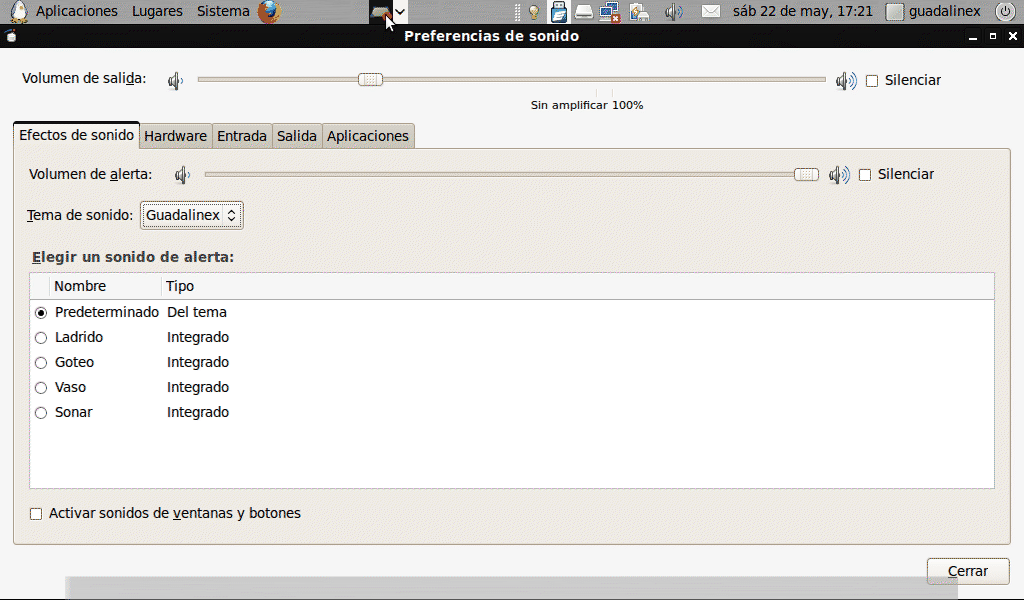 Aplicaciones Lugares Sistema sáb 22 de may, 17:21 guadalinex
Preferencias de sonido
Volumen de salida: Silenciar
Sin amplificar 100%
Efectos de sonido Hardware Entrada Salida Aplicaciones
Volumen de alerta: Silenciar
Tema de sonido: Guadalinex
Elegir un sonido de alerta:
Nombre Tipo
Predeterminado Del tema
Ladrido Integrado
Goteo Integrado
Vaso Integrado
Sonar Integrado
Activar sonidos de ventanas y botones
Cerrar